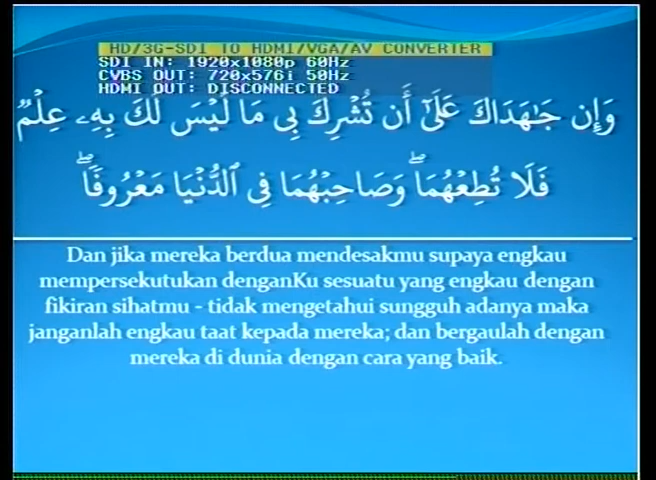 HD/3G-SDI TO HDMI/VGA/AV CONVERTER
SDI IN: 1920x1080p 60Hz
CVBS OUT: 720x576i 50Hz
HDMI OUT: DISCONNECTED
وَإِن جَـٰهَدَاكَ عَلَىٰٓ أَن تُشْرِكَ بِى مَا لَيْسَ لَكَ بِهِۦ عِلْمٌ
فَلَا تُطِعْهُمَا ۖ وَصَاحِبْهُمَا فِى ٱلدُّنْيَا مَعْرُوفًا ۖ
Dan jika mereka berdua mendesakmu supaya engkau
mempersekutukan denganKu sesuatu yang engkau dengan
fikiran sihatmu - tidak mengetahui sungguh adanya maka
janganlah engkau taat kepada mereka; dan bergaulah dengan
mereka di dunia dengan cara yang baik.